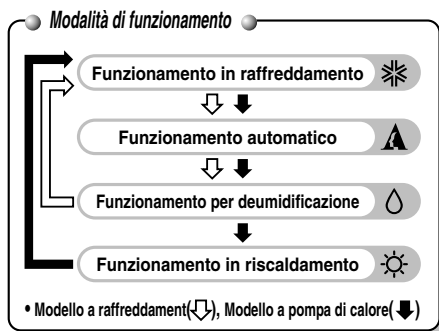 Modalità di funzionamento
Funzionamento in raffreddamento
Funzionamento automatico
Funzionamento per deumidificazione
Funzionamento in riscaldamento
• Modello a raffreddament(), Modello a pompa di calore( )